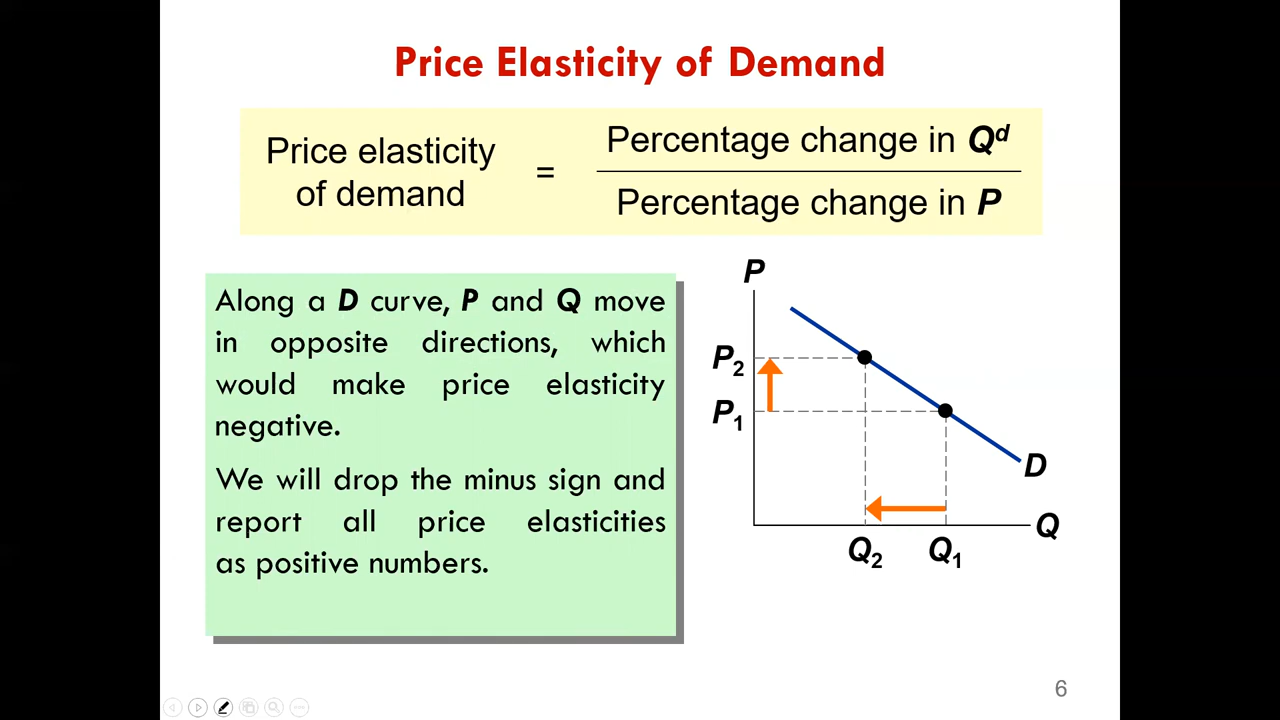 Price Elasticity of Demand
Price elasticity
of demand
=
Percentage change in Qᵈ
Percentage change in P
Along a D curve, P and Q move
in opposite directions, which
would make price elasticity
negative.
We will drop the minus sign and
report all price elasticities
as positive numbers.
P
P₂
P₁
D
Q
Q₂
Q₁
6